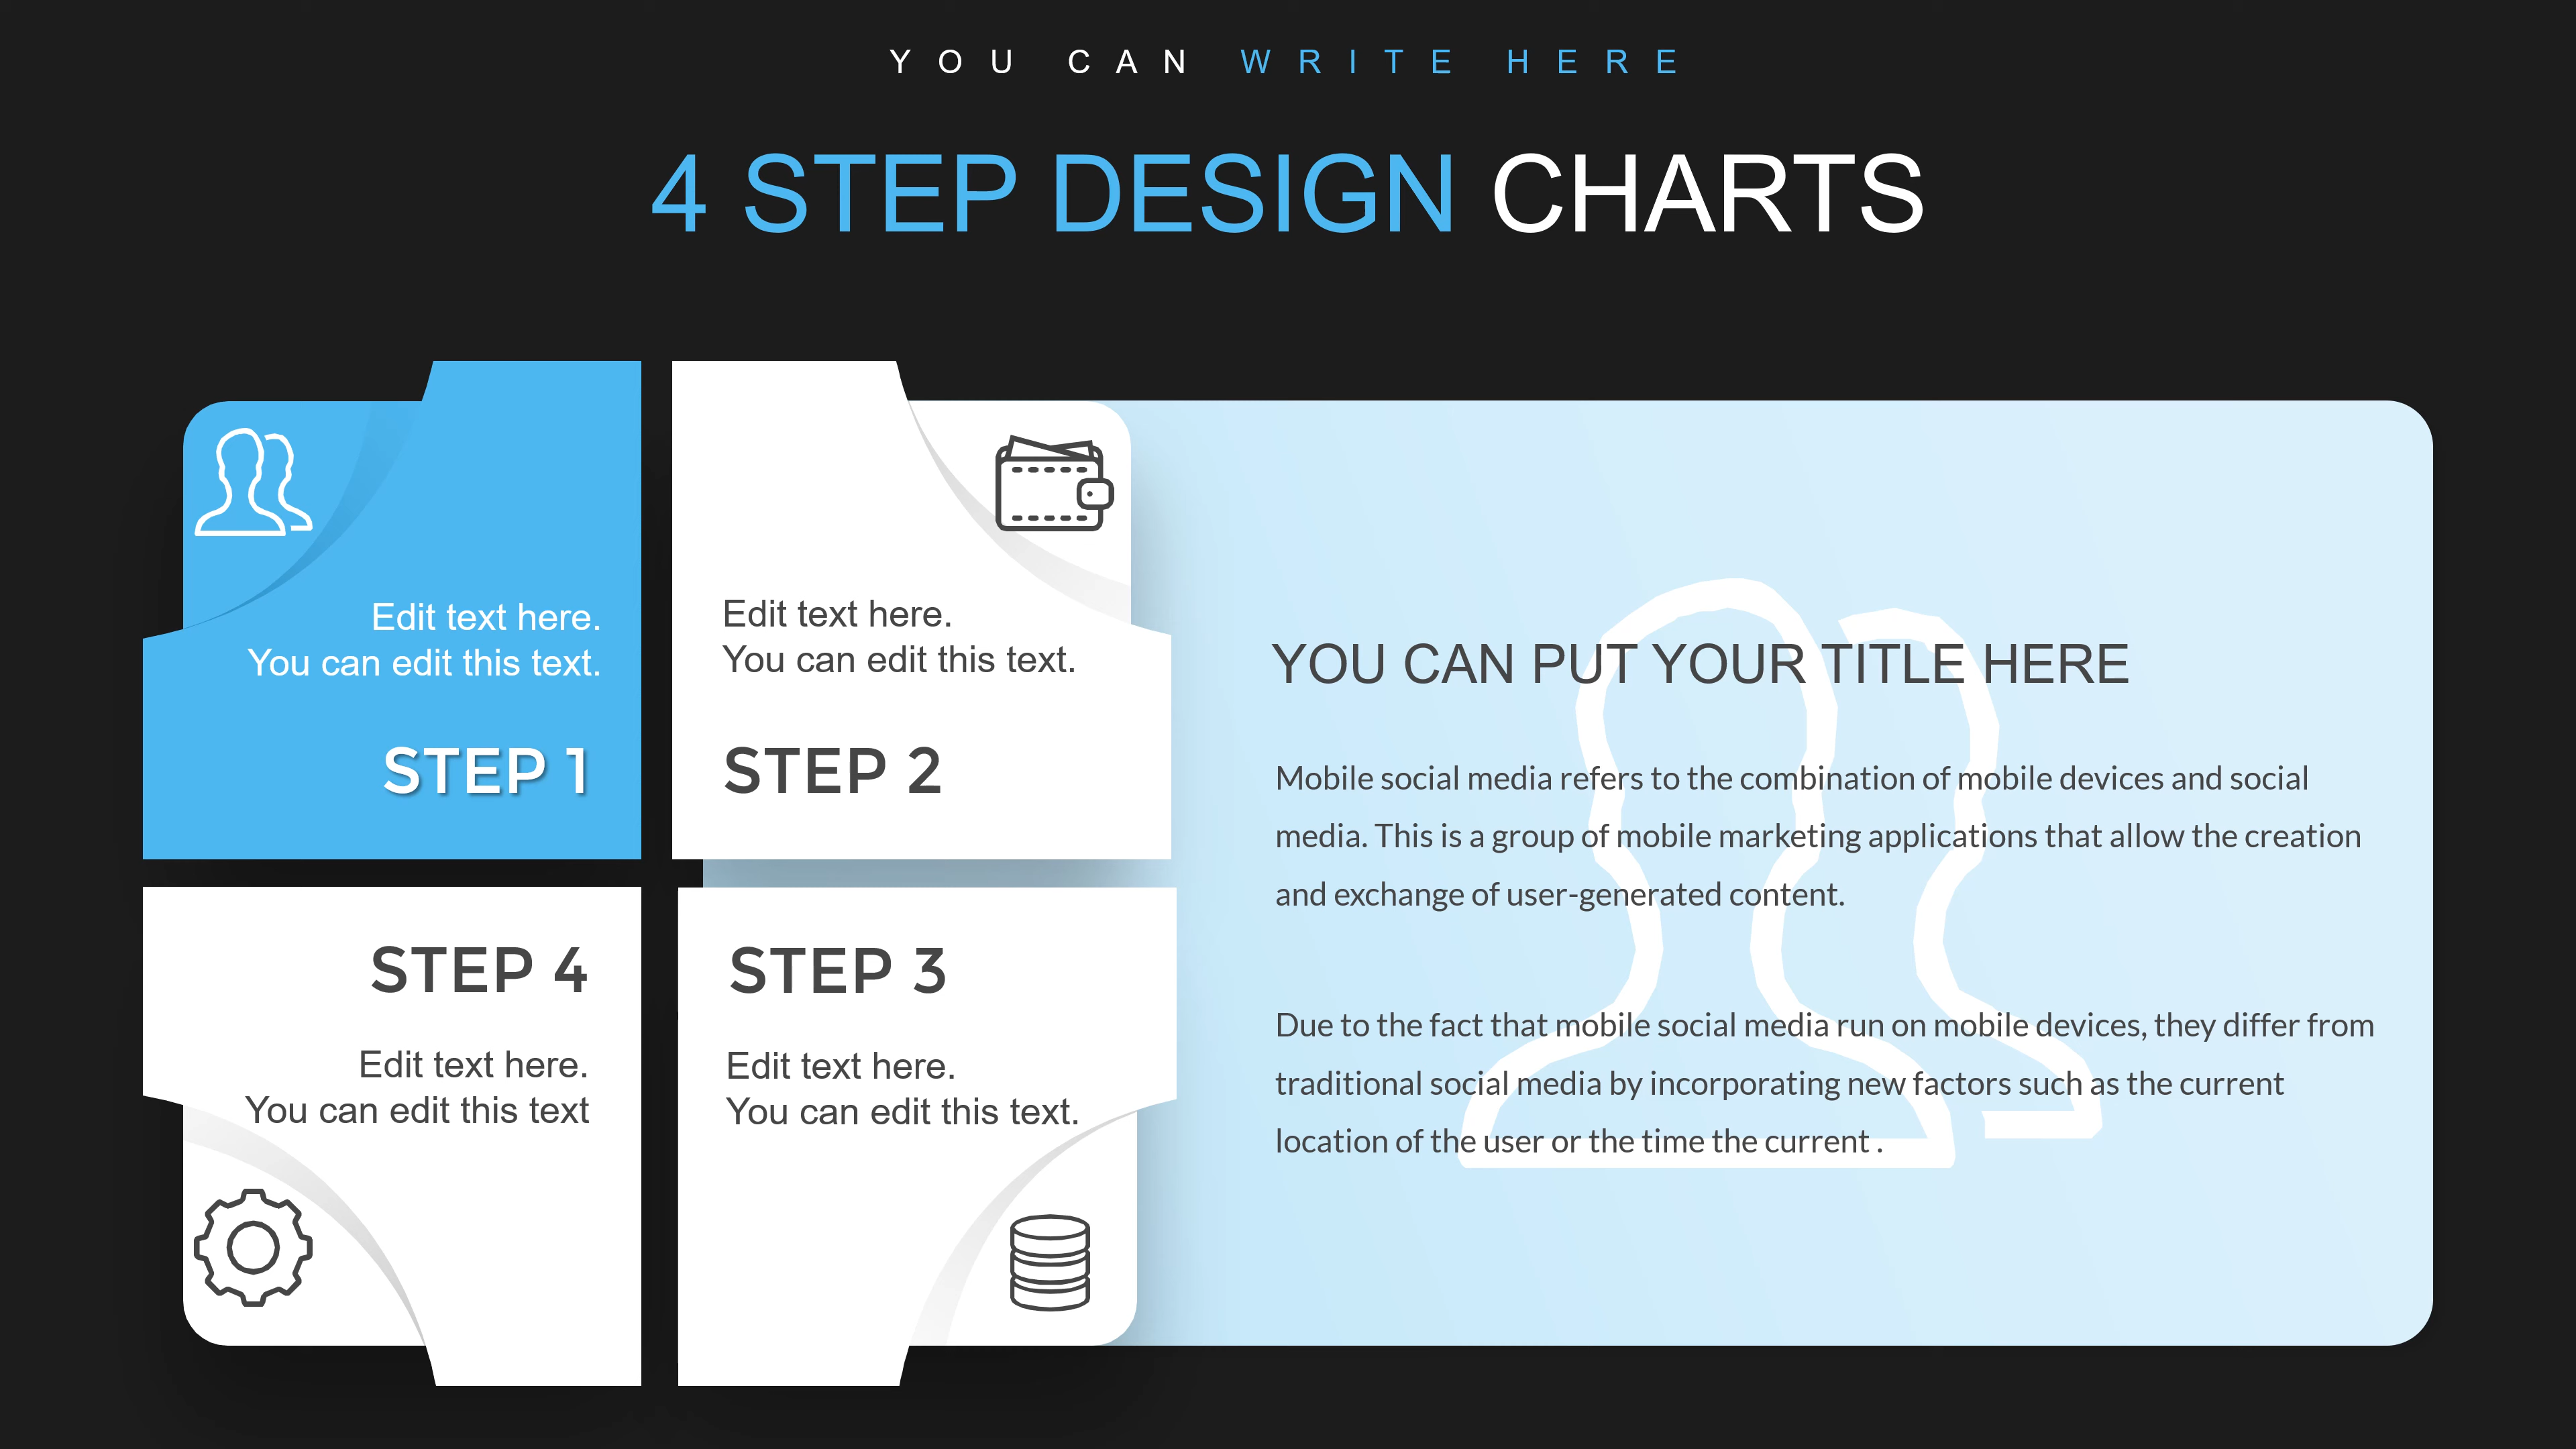 YOU CAN WRITE HERE
4 STEP DESIGN CHARTS
Edit text here.
You can edit this text.
STEP 1
Edit text here.
You can edit this text.
STEP 2
STEP 4
Edit text here.
You can edit this text
STEP 3
Edit text here.
You can edit this text.
YOU CAN PUT YOUR TITLE HERE
Mobile social media refers to the combination of mobile devices and social
media. This is a group of mobile marketing applications that allow the creation
and exchange of user-generated content.
Due to the fact that mobile social media run on mobile devices, they differ from
traditional social media by incorporating new factors such as the current
location of the user or the time the current .